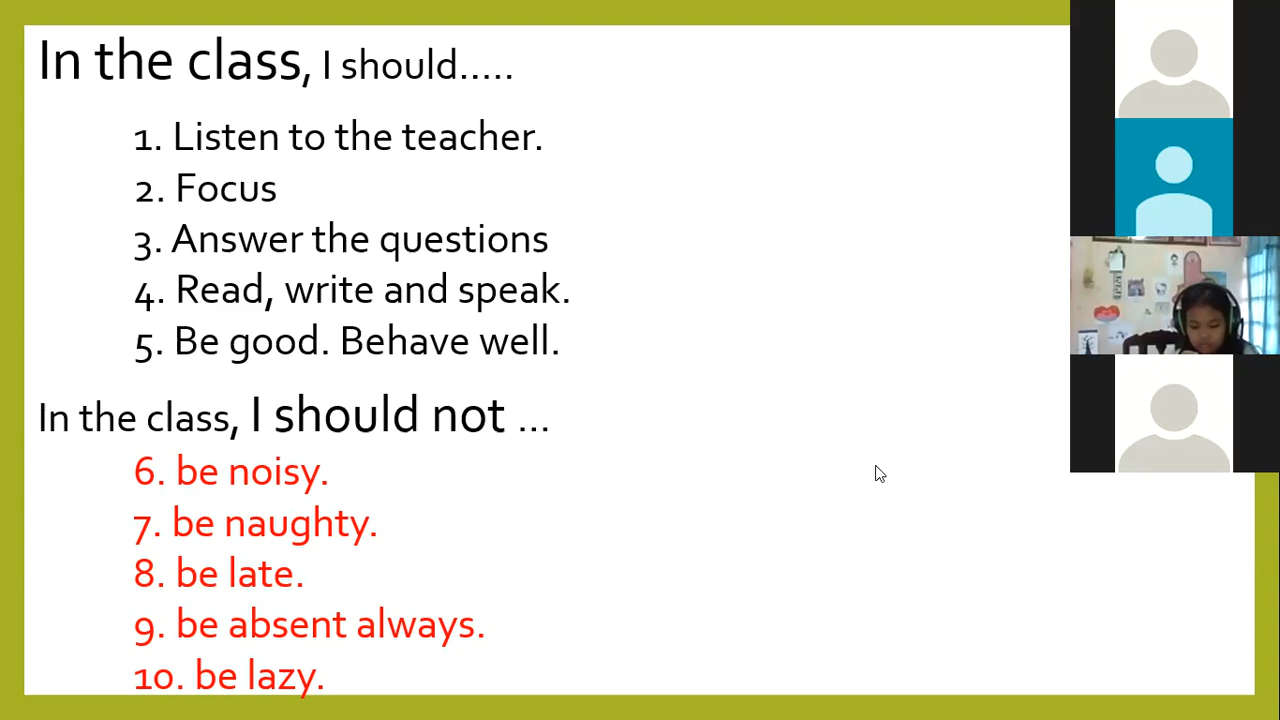 In the class, I should.....
1. Listen to the teacher.
2. Focus
3. Answer the questions
4. Read, write and speak.
5. Be good. Behave well.
In the class, I should not ...
6. be noisy.
7. be naughty.
8. be late.
9. be absent always.
10. be lazy.